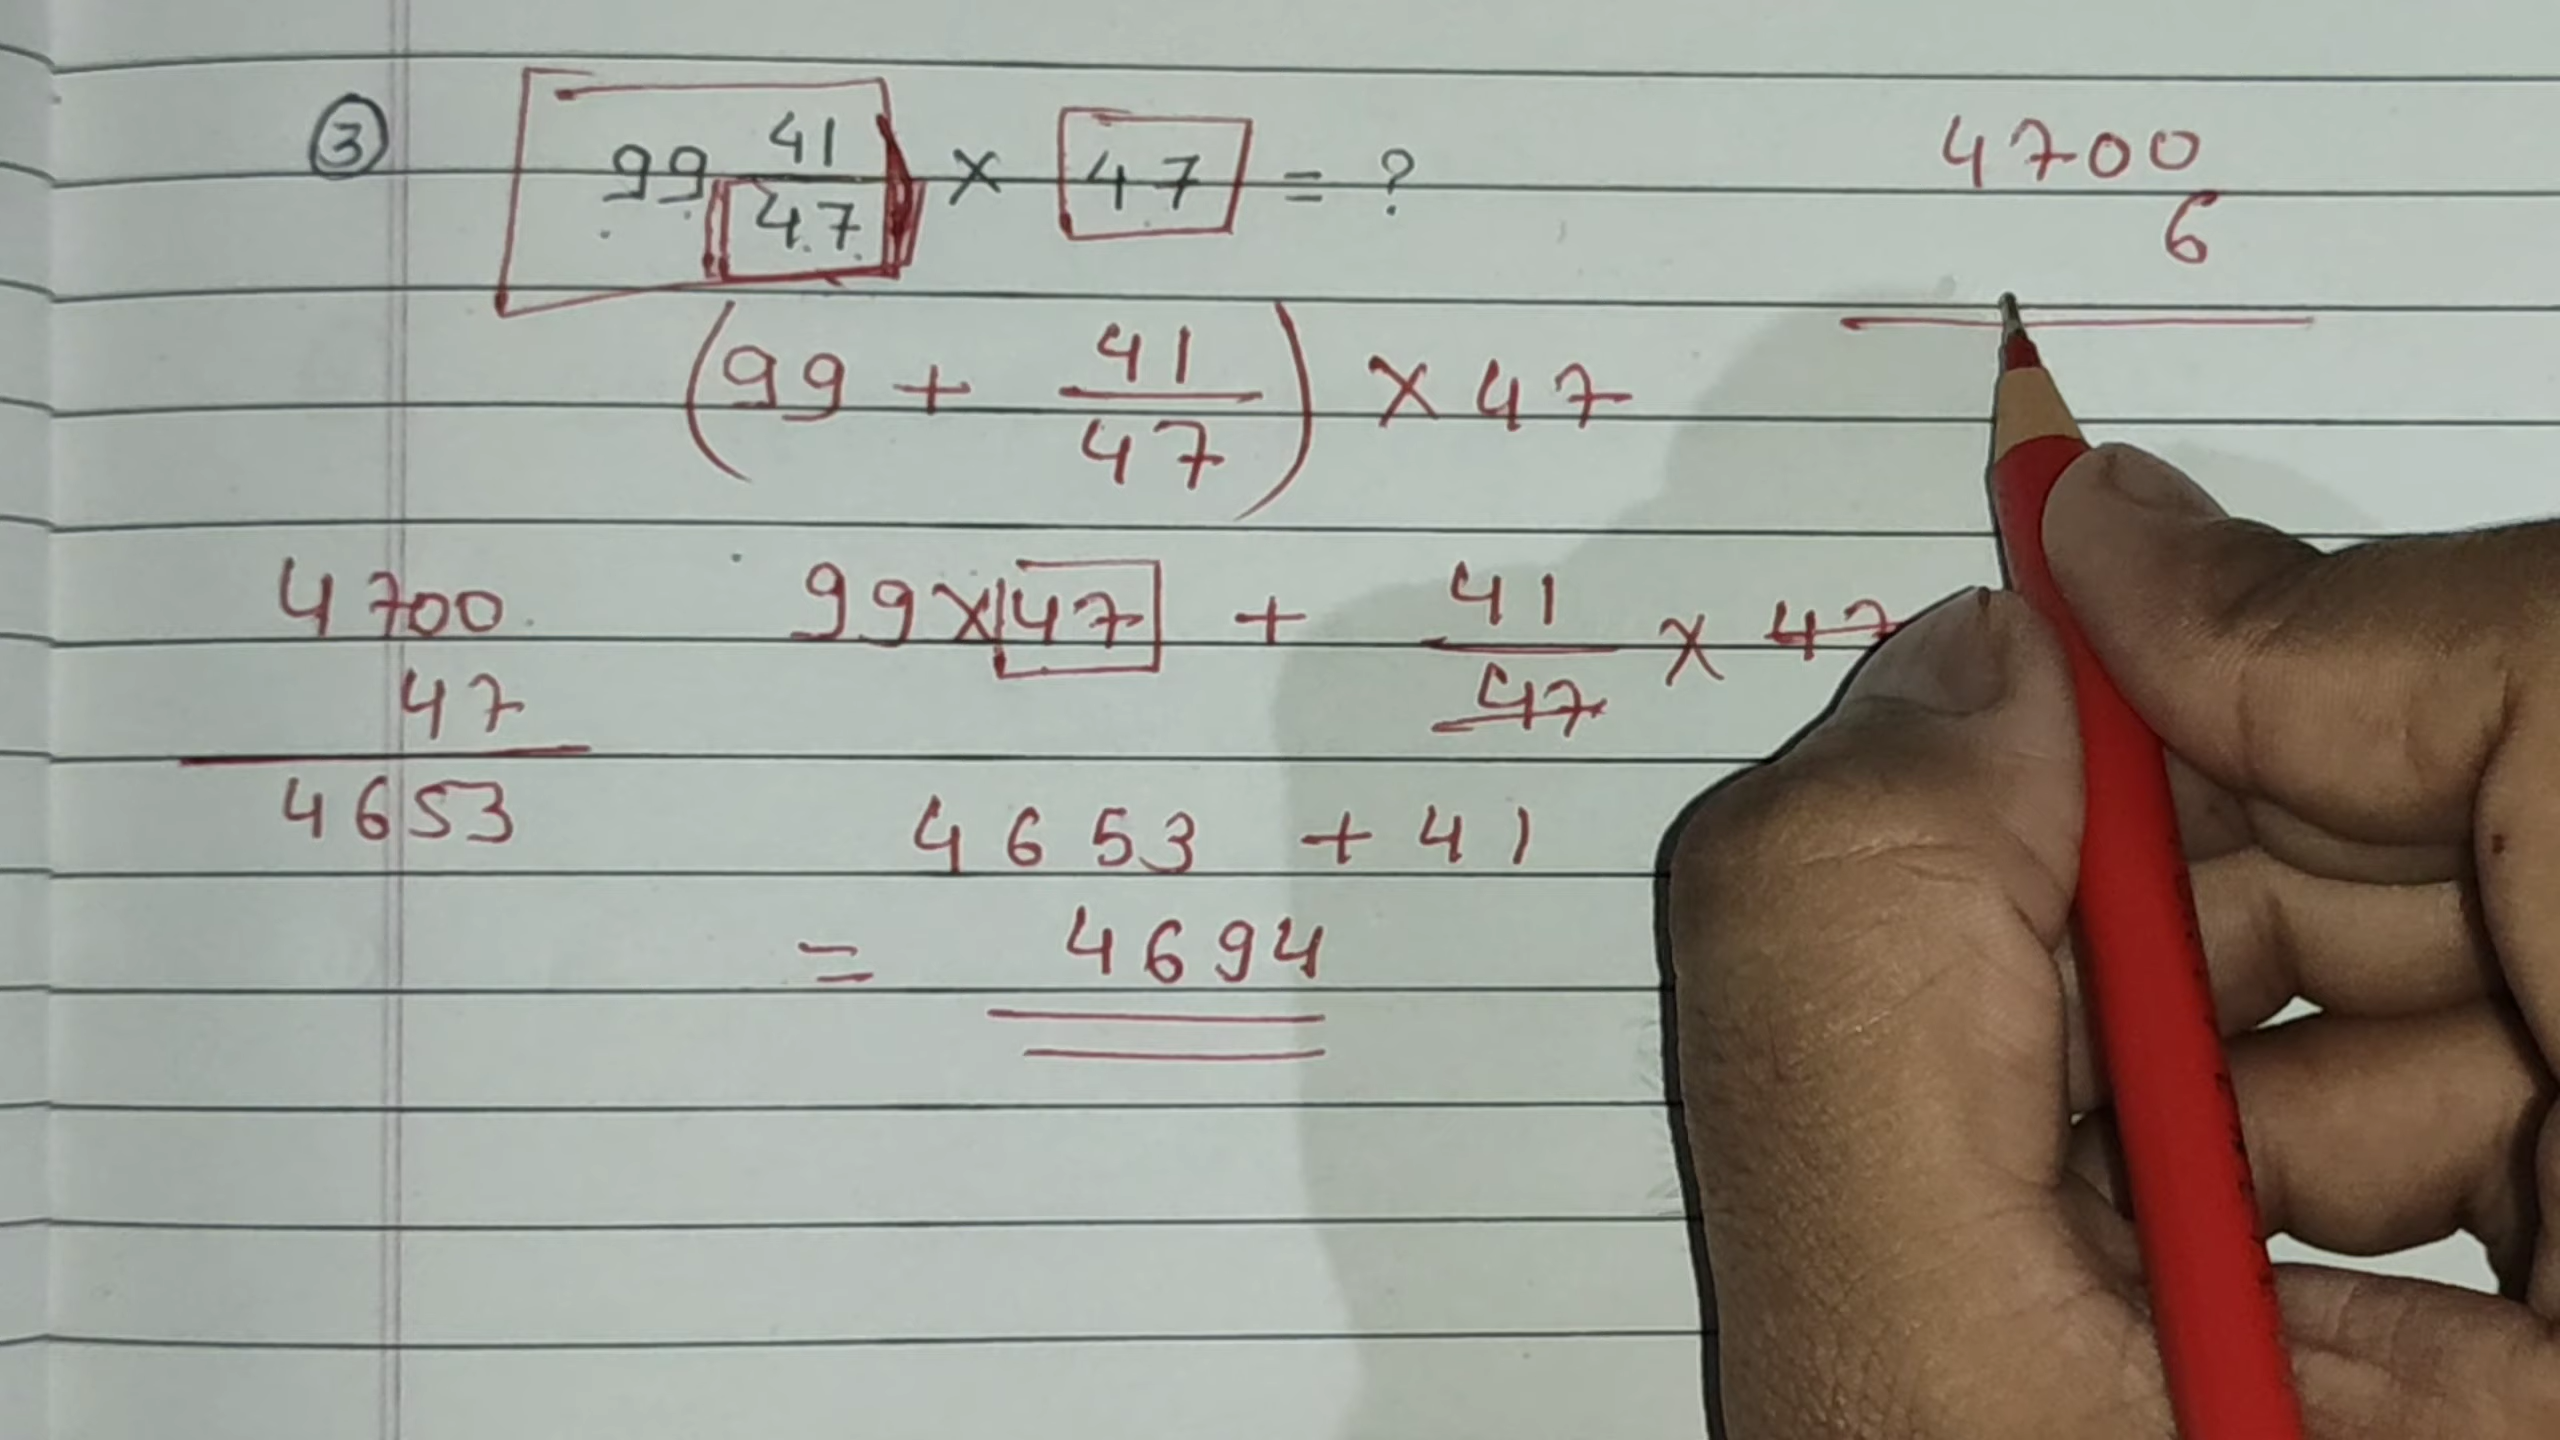 ③ 99 41/47 × 47 = ?
(99 + 41/47) × 47
99×47 + 41/47 × 47
4653 + 41
= 4694
4700
47
4653
4700
6